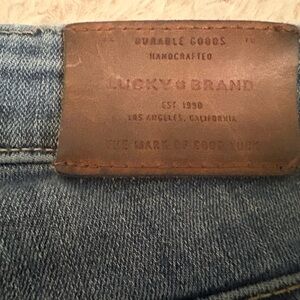 DURABLE GOODS
HANDCRAFTED
LUCKY BRAND
EST 1990
LOS ANGELES, CALIFORNIA
THE MARK OF GOOD LUCK